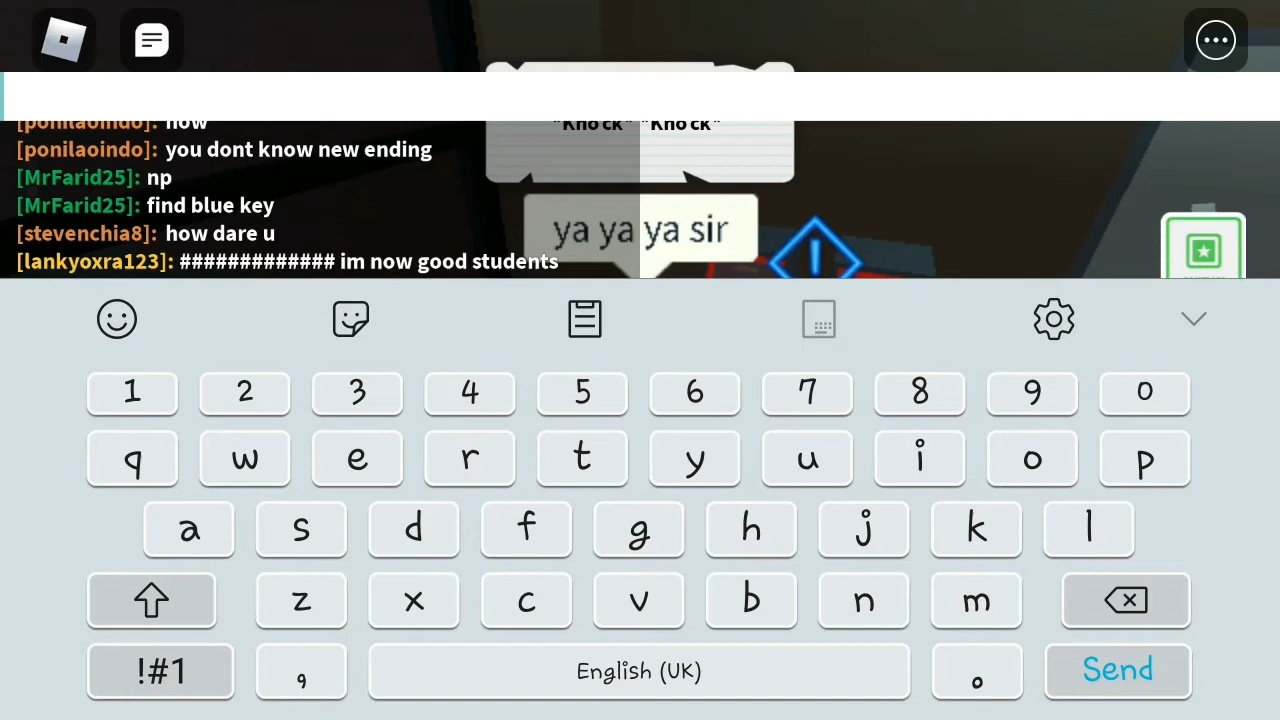 [ponilaoindo]: now
*Kno ck* *Kno ck*
[ponilaoindo]: you dont know new ending
[MrFarid25]: np
[MrFarid25]: find blue key
[stevenchia8]: how dare u
ya ya ya sir
[lankyoxra123]: ############# im now good students
1 2 3 4 5 6 7 8 9 0
q w e r t y u i o p
a s d f g h j k l
z x c v b n m
!#1 , English (UK) . Send